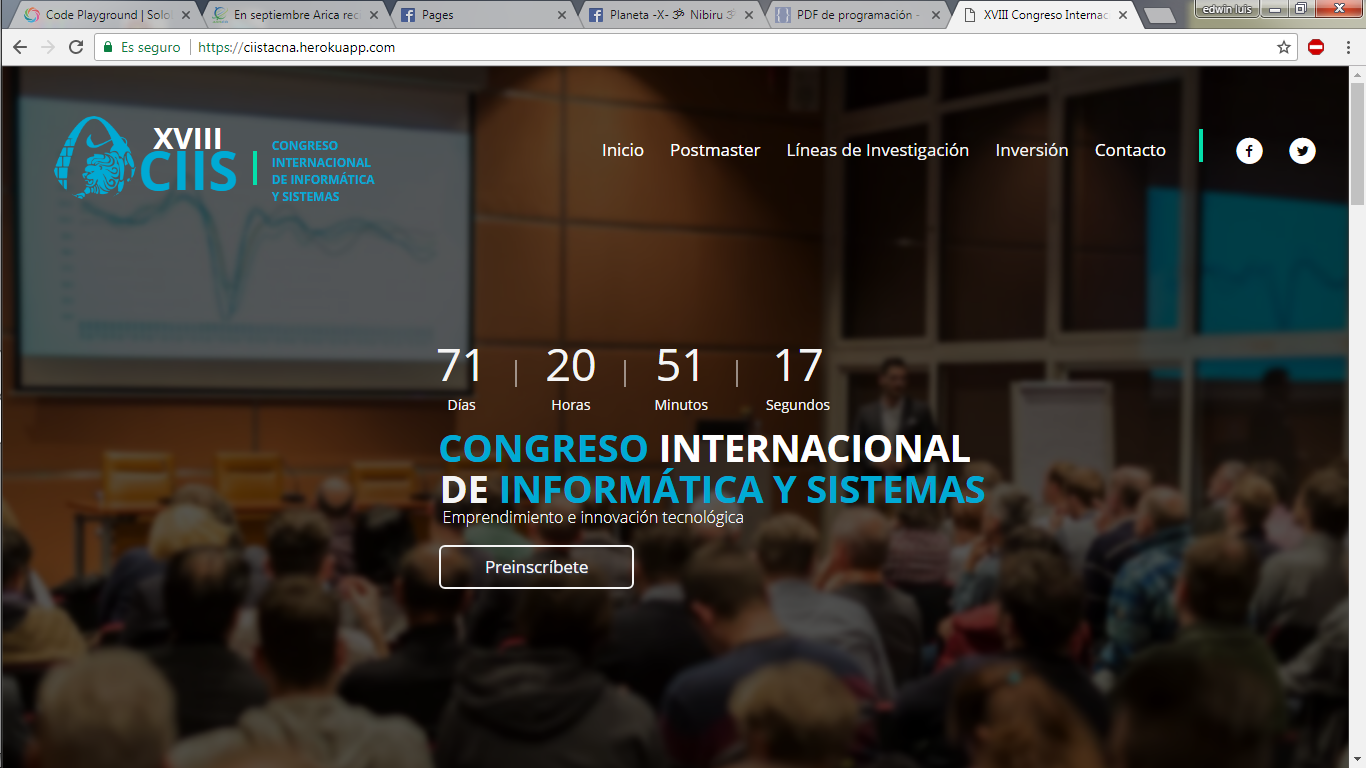 Code Playground | Solol
En septiembre Arica reci
Pages
Planeta -X- ॐ Nibiru ॐ
PDF de programación -
XVIII Congreso Internac
edwin luis
Es seguro
https://ciistacna.herokuapp.com
XVIII
CIIS
CONGRESO
INTERNACIONAL
DE INFORMÁTICA
Y SISTEMAS
Inicio
Postmaster
Líneas de Investigación
Inversión
Contacto
71 | 20 | 51 | 17
Días Horas Minutos Segundos
CONGRESO INTERNACIONAL
DE INFORMÁTICA Y SISTEMAS
Emprendimiento e innovación tecnológica
Preinscríbete